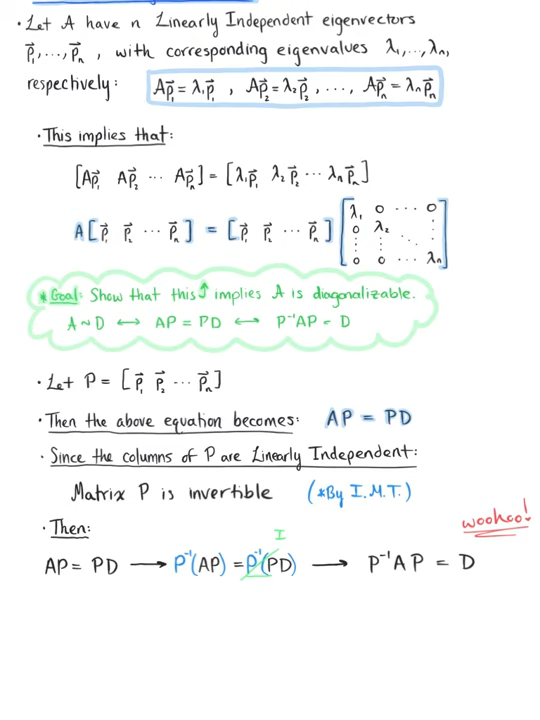 · Let A have n Linearly Independent eigenvectors
p⃗₁, ..., p⃗ₙ, with corresponding eigenvalues λ₁, ..., λₙ,
respectively: Ap⃗₁ = λ₁p⃗₁ , Ap⃗₂ = λ₂p⃗₂ , ... , Ap⃗ₙ = λₙp⃗ₙ
· This implies that:
[Ap⃗₁ Ap⃗₂ ··· Ap⃗ₙ] = [λ₁p⃗₁ λ₂p⃗₂ ··· λₙp⃗ₙ]
A[p⃗₁ p⃗₂ ··· p⃗ₙ] = [p⃗₁ p⃗₂ ··· p⃗ₙ] [λ₁ 0 ··· 0
0 λ₂ ⋮
⋮ ⋮ ⋱ ⋮
0 0 ··· λₙ]
* Goal: Show that this ↑ implies A is diagonalizable.
A ~ D ↔ AP = PD ↔ P⁻¹AP = D
· Let P = [p⃗₁ p⃗₂ ··· p⃗ₙ]
· Then the above equation becomes: AP = PD
· Since the columns of P are Linearly Independent:
Matrix P is invertible (*By I.M.T.)
· Then:
woohoo!
I
AP = PD → P⁻¹(AP) = P⁻¹(PD) → P⁻¹AP = D